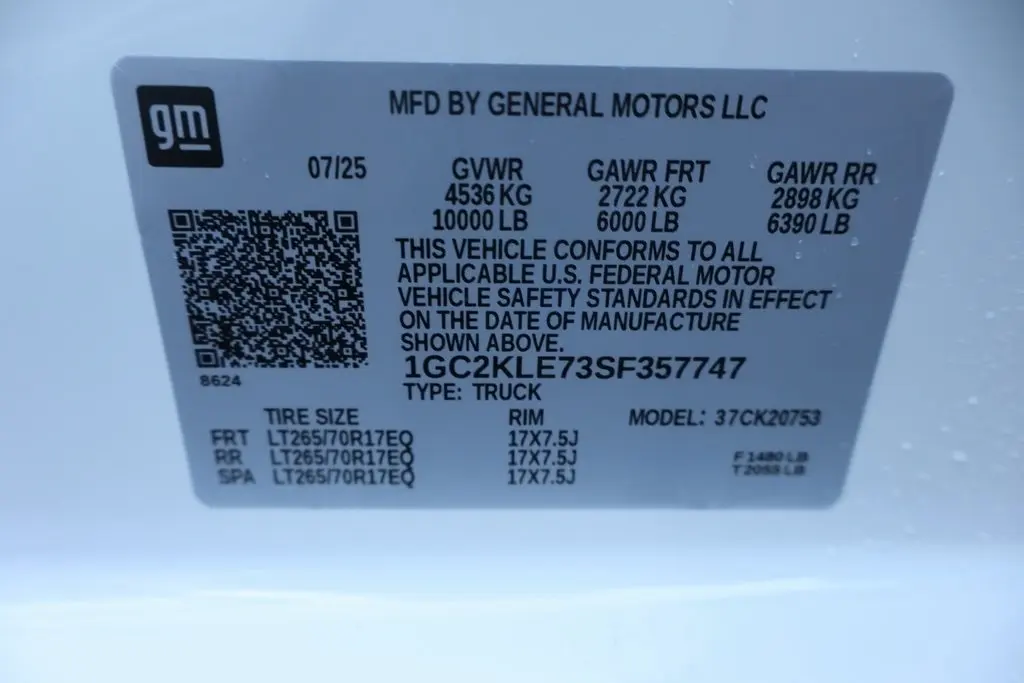 gm
MFD BY GENERAL MOTORS LLC
07/25 GVWR GAWR FRT GAWR RR
4536 KG 2722 KG 2898 KG
10000 LB 6000 LB 6390 LB
THIS VEHICLE CONFORMS TO ALL
APPLICABLE U.S. FEDERAL MOTOR
VEHICLE SAFETY STANDARDS IN EFFECT
ON THE DATE OF MANUFACTURE
SHOWN ABOVE.
1GC2KLE73SF357747
8624
TYPE: TRUCK
TIRE SIZE RIM MODEL: 37CK20753
FRT LT265/70R17EQ 17X7.5J
RR LT265/70R17EQ 17X7.5J
SPA LT265/70R17EQ 17X7.5J
F 1480 LB
T 2055 LB